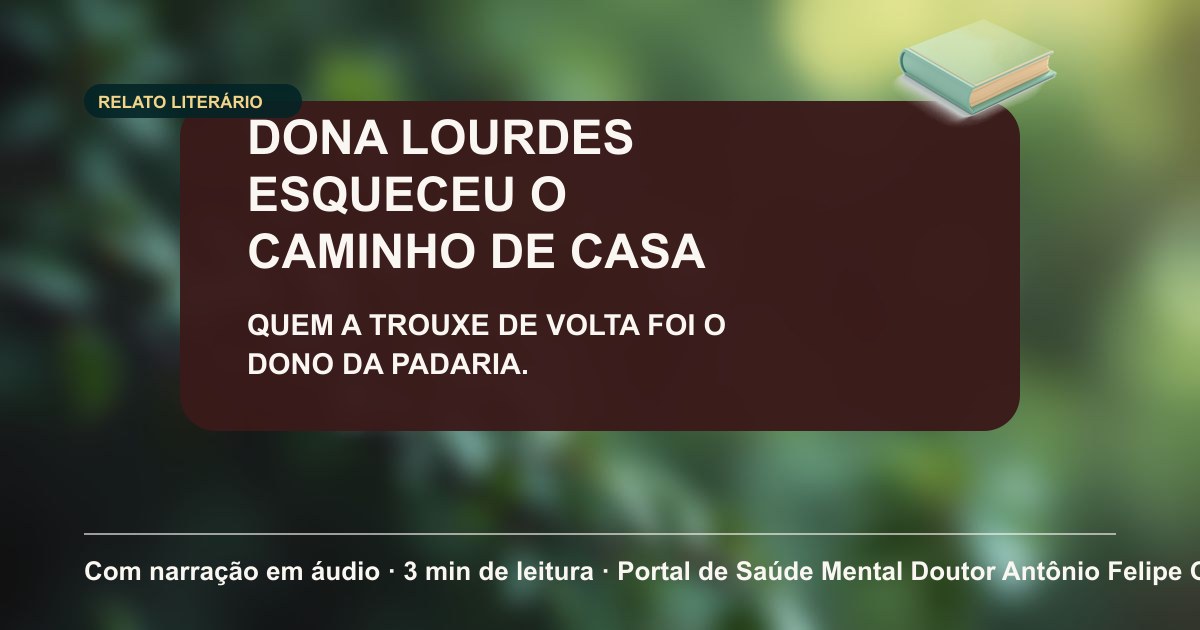 RELATO LITERÁRIO
DONA LOURDES
ESQUECEU O
CAMINHO DE CASA
QUEM A TROUXE DE VOLTA FOI O
DONO DA PADARIA.
Com narração em áudio · 3 min de leitura · Portal de Saúde Mental Doutor Antônio Felipe